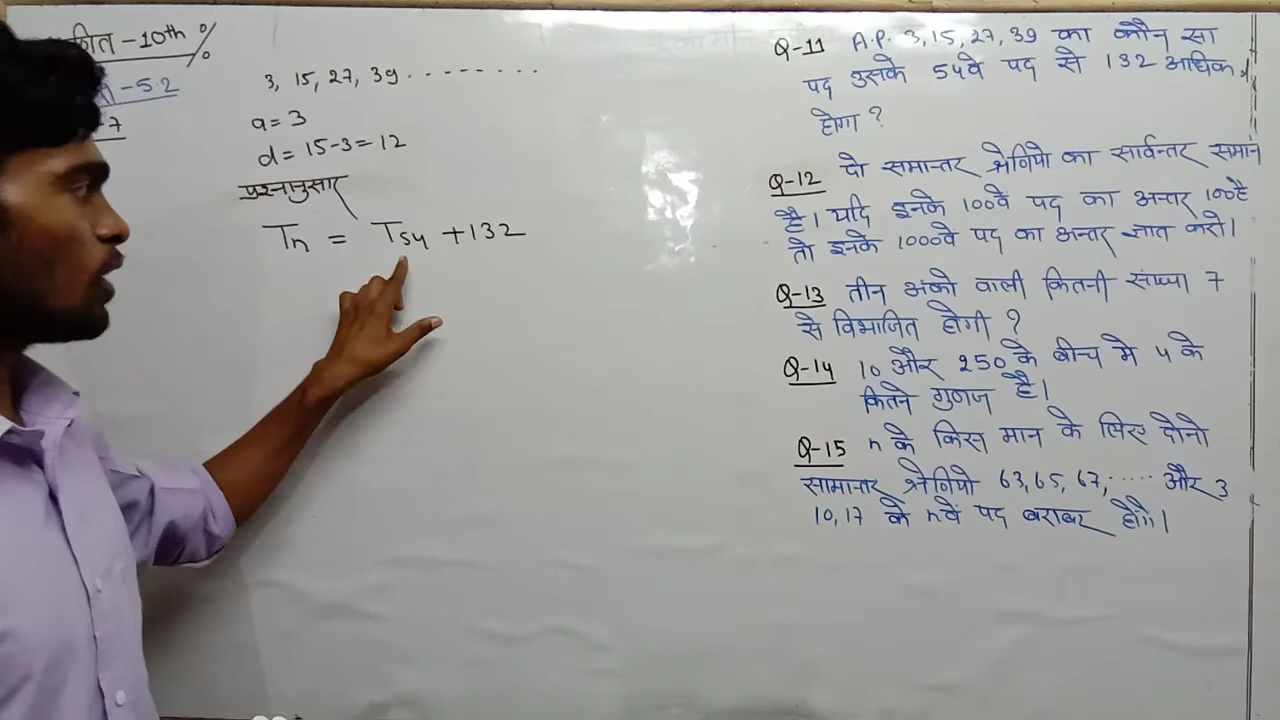 -10th
-5.2
7
3, 15, 27, 39 - - - - - - - -
a = 3
d = 15-3 = 12
प्रश्नानुसार
Tn = T54 +132
Q-11 A.P. 3, 15, 27, 39 का कौन सा
पद उसके 54वे पद से 132 अधिक
होगा ?
Q-12 दो समान्तर श्रेणियो का सार्वन्तर समान
है। यदि इनके 100वे पद का अन्तर 100 है
तो इनके 1000वे पद का अन्तर ज्ञात करो।
Q-13 तीन अंको वाली कितनी संख्या 7
से विभाजित होगी ?
Q-14 10 और 250 के बीच मे 4 के
कितने गुणज है।
Q-15 n के किस मान के लिए दोनो
सामान्तर श्रेणियो 63, 65, 67, ..... और 3
10, 17 के nवे पद बराबर होंगे।